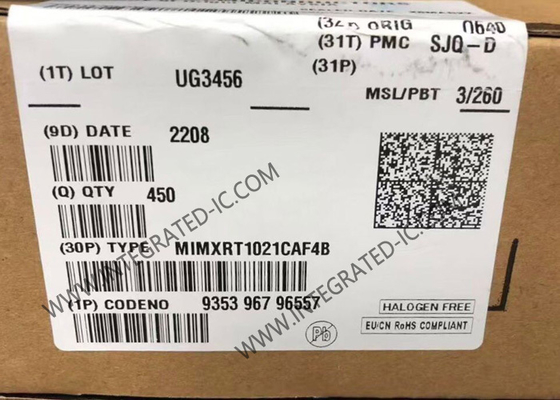 (32T) ORIG 0640
(31T) PMC SJQ-D
(31P)
(1T) LOT UG3456
MSL/PBT 3/260
(9D) DATE 2208
(Q) QTY 450
(30P) TYPE MIMXRT1021CAF4B
(1P) CODENO 9353 967 96557
Pb
HALOGEN FREE
EU/CN RoHS COMPLIANT
WWW.INTEGRATED-IC.COM
WWW.INTEGRATED-IC.COM